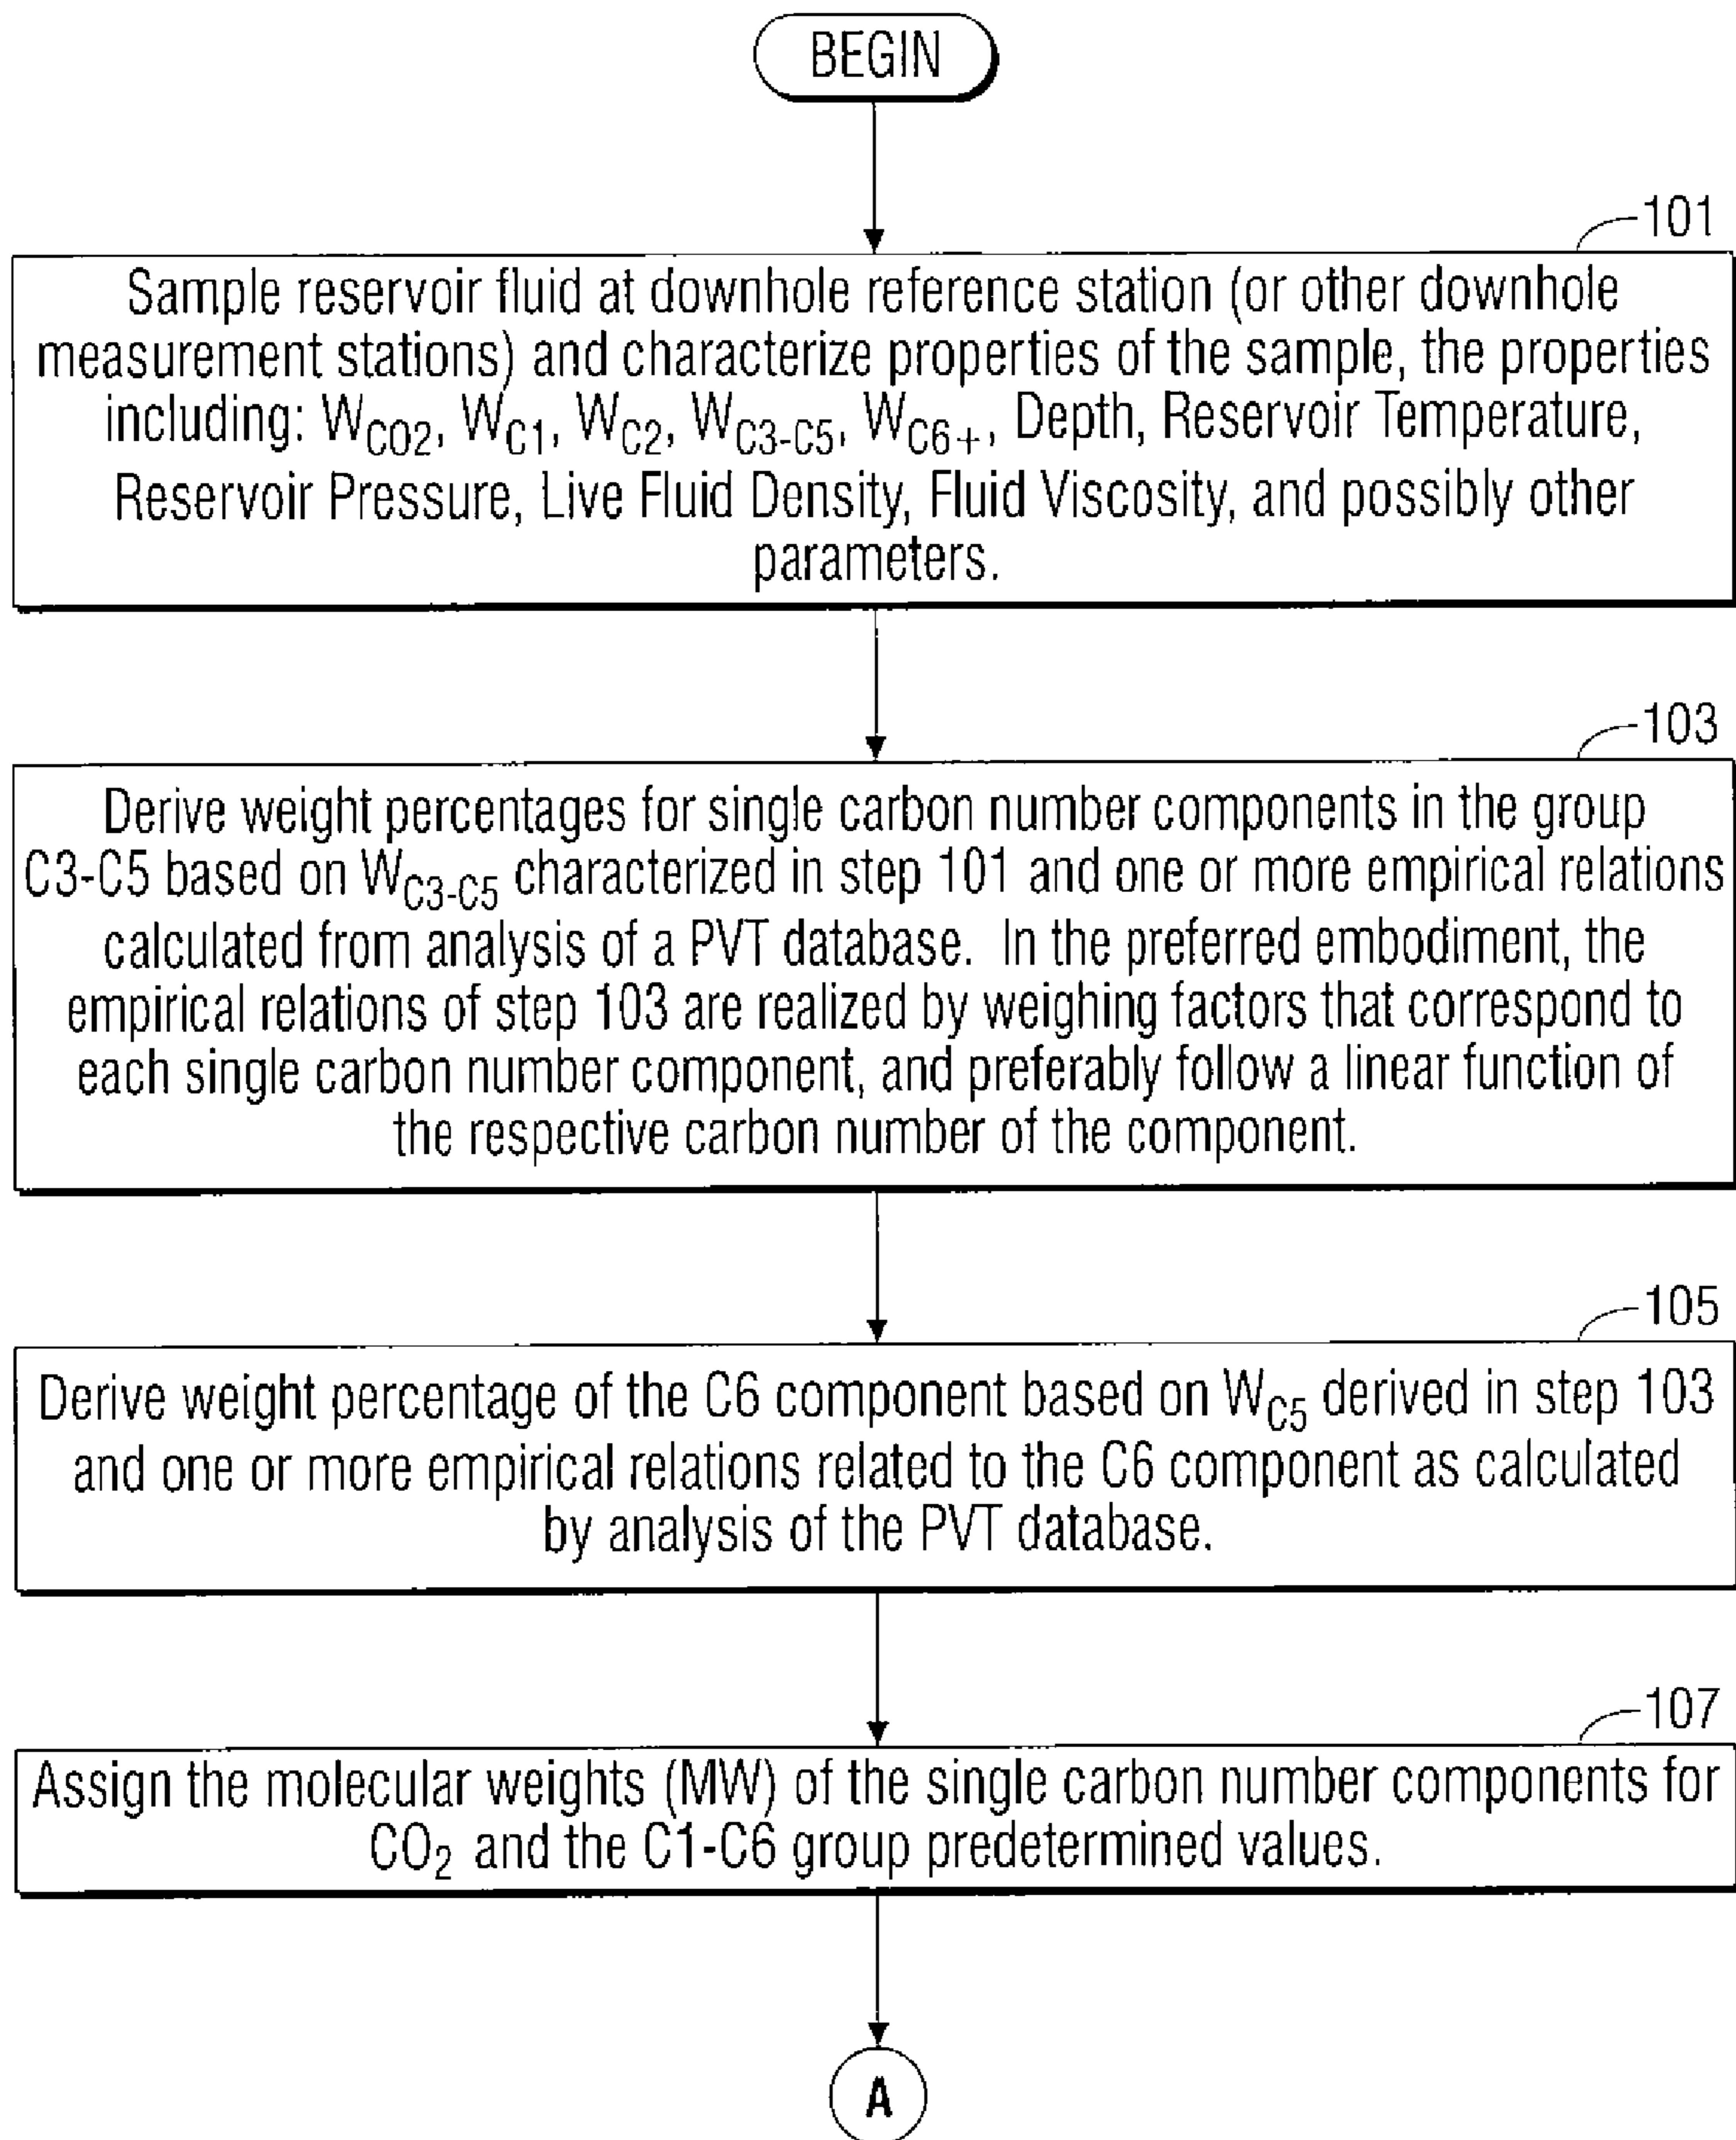 BEGIN
101
Sample reservoir fluid at downhole reference station (or other downhole
measurement stations) and characterize properties of the sample, the properties
including: W_CO2, W_C1, W_C2, W_C3-C5, W_C6+, Depth, Reservoir Temperature,
Reservoir Pressure, Live Fluid Density, Fluid Viscosity, and possibly other
parameters.
103
Derive weight percentages for single carbon number components in the group
C3-C5 based on W_C3-C5 characterized in step 101 and one or more empirical relations
calculated from analysis of a PVT database. In the preferred embodiment, the
empirical relations of step 103 are realized by weighing factors that correspond to
each single carbon number component, and preferably follow a linear function of
the respective carbon number of the component.
105
Derive weight percentage of the C6 component based on W_C5 derived in step 103
and one or more empirical relations related to the C6 component as calculated
by analysis of the PVT database.
107
Assign the molecular weights (MW) of the single carbon number components for
CO₂ and the C1-C6 group predetermined values.
A